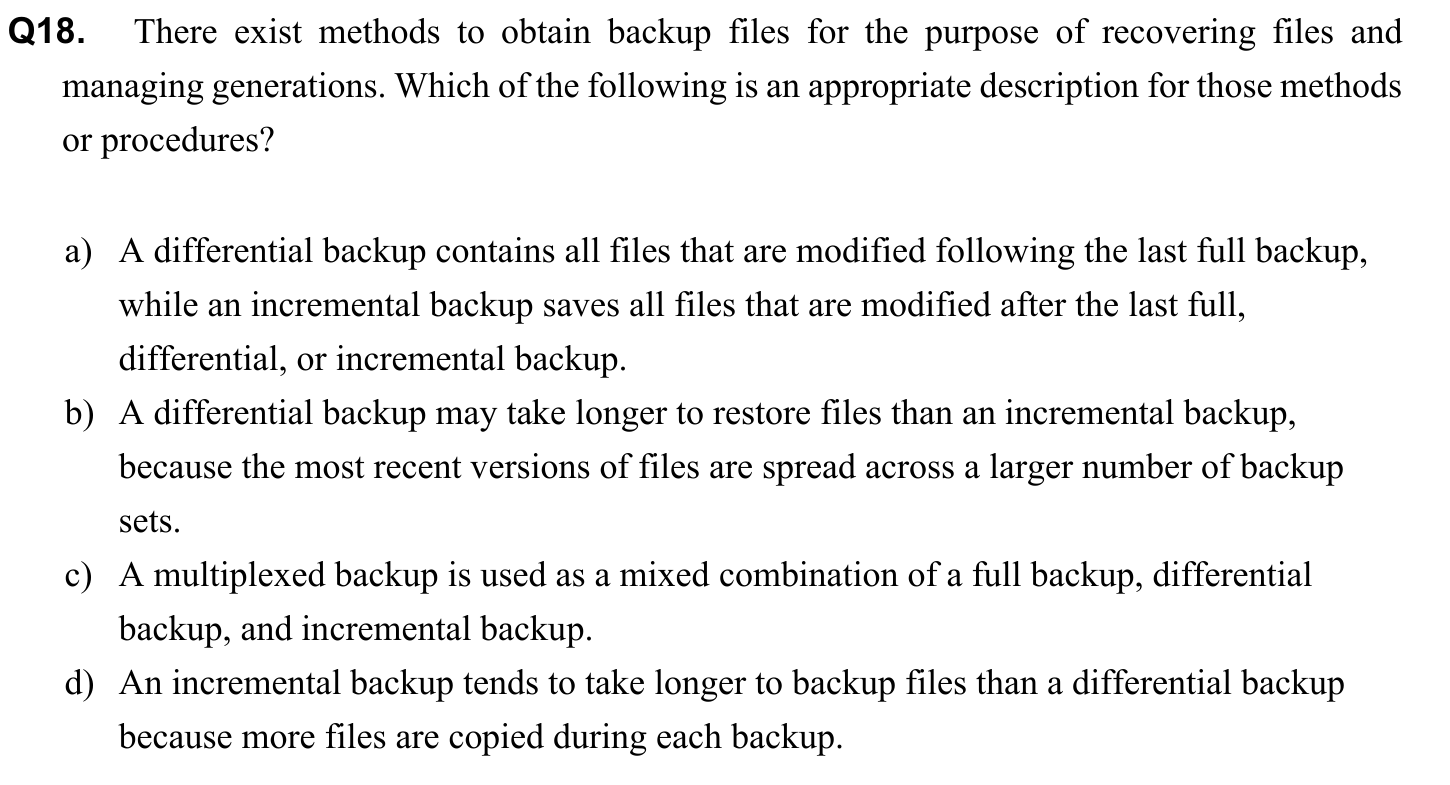 Q18. There exist methods to obtain backup files for the purpose of recovering files and
managing generations. Which of the following is an appropriate description for those methods
or procedures?
a) A differential backup contains all files that are modified following the last full backup,
while an incremental backup saves all files that are modified after the last full,
differential, or incremental backup.
b) A differential backup may take longer to restore files than an incremental backup,
because the most recent versions of files are spread across a larger number of backup
sets.
c) A multiplexed backup is used as a mixed combination of a full backup, differential
backup, and incremental backup.
d) An incremental backup tends to take longer to backup files than a differential backup
because more files are copied during each backup.